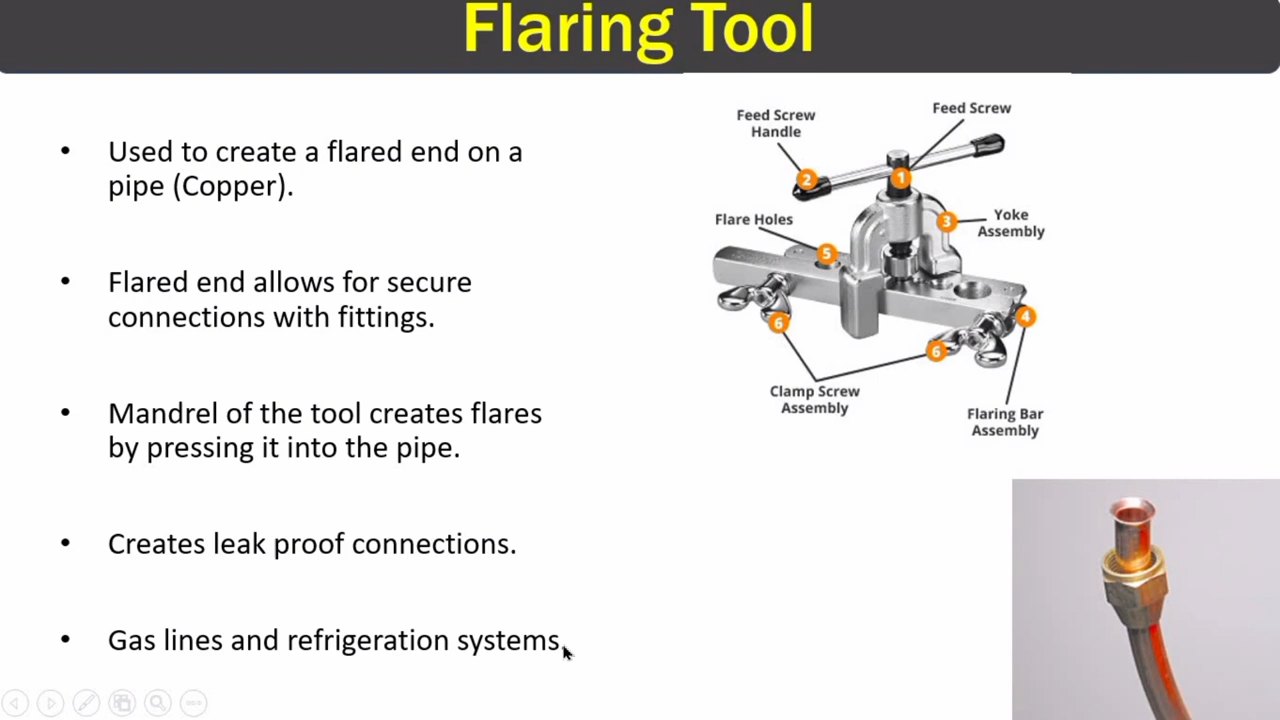 Flaring Tool
• Used to create a flared end on a
pipe (Copper).
• Flared end allows for secure
connections with fittings.
• Mandrel of the tool creates flares
by pressing it into the pipe.
• Creates leak proof connections.
• Gas lines and refrigeration systems.
Feed Screw
Handle
Feed Screw
2
1
Flare Holes
3
Yoke
Assembly
5
6
4
6
Clamp Screw
Assembly
Flaring Bar
Assembly